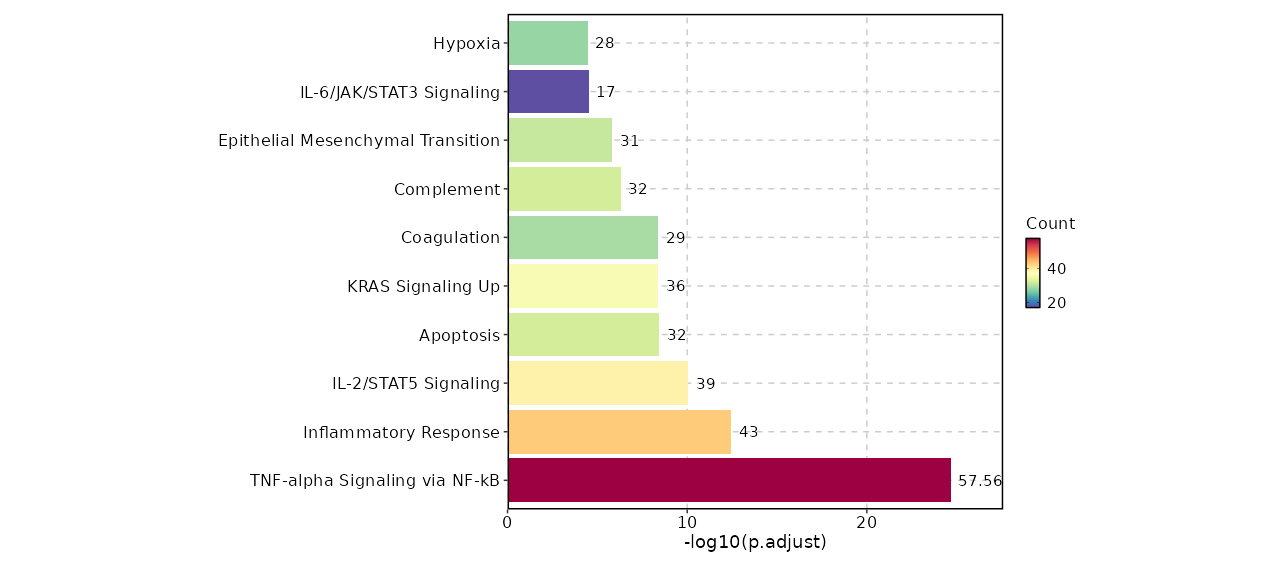 Hypoxia 28
IL-6/JAK/STAT3 Signaling 17
Epithelial Mesenchymal Transition 31
Complement 32
Coagulation 29
KRAS Signaling Up 36
Apoptosis 32
IL-2/STAT5 Signaling 39
Inflammatory Response 43
TNF-alpha Signaling via NF-kB 57.56
0 10 20
-log10(p.adjust)
Count
40
20